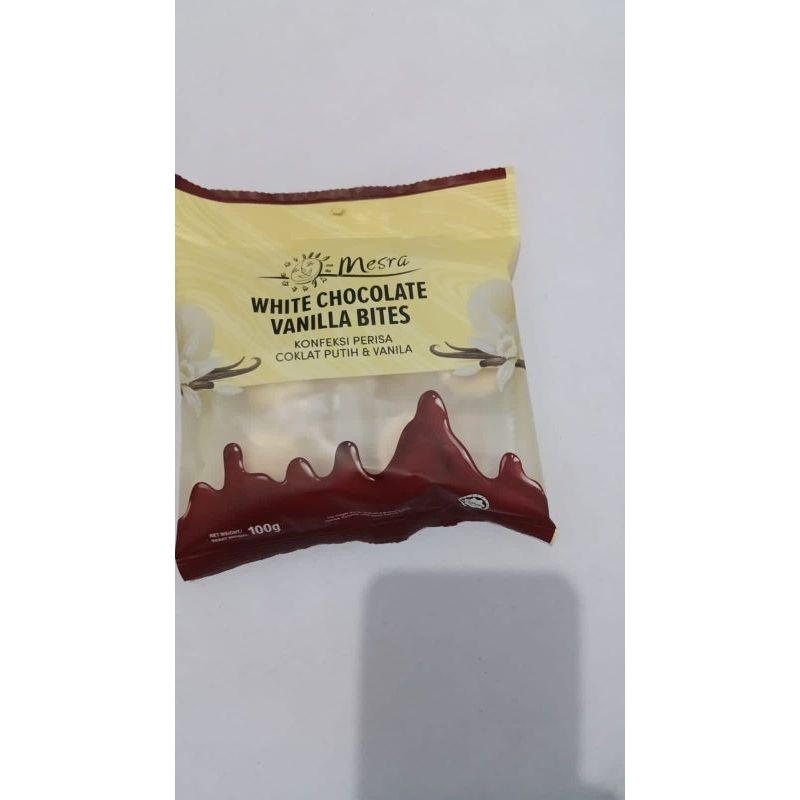 Mesra
WHITE CHOCOLATE
VANILLA BITES
KONFEKSI PERISA
COKLAT PUTIH & VANILA
NET WEIGHT/
100g